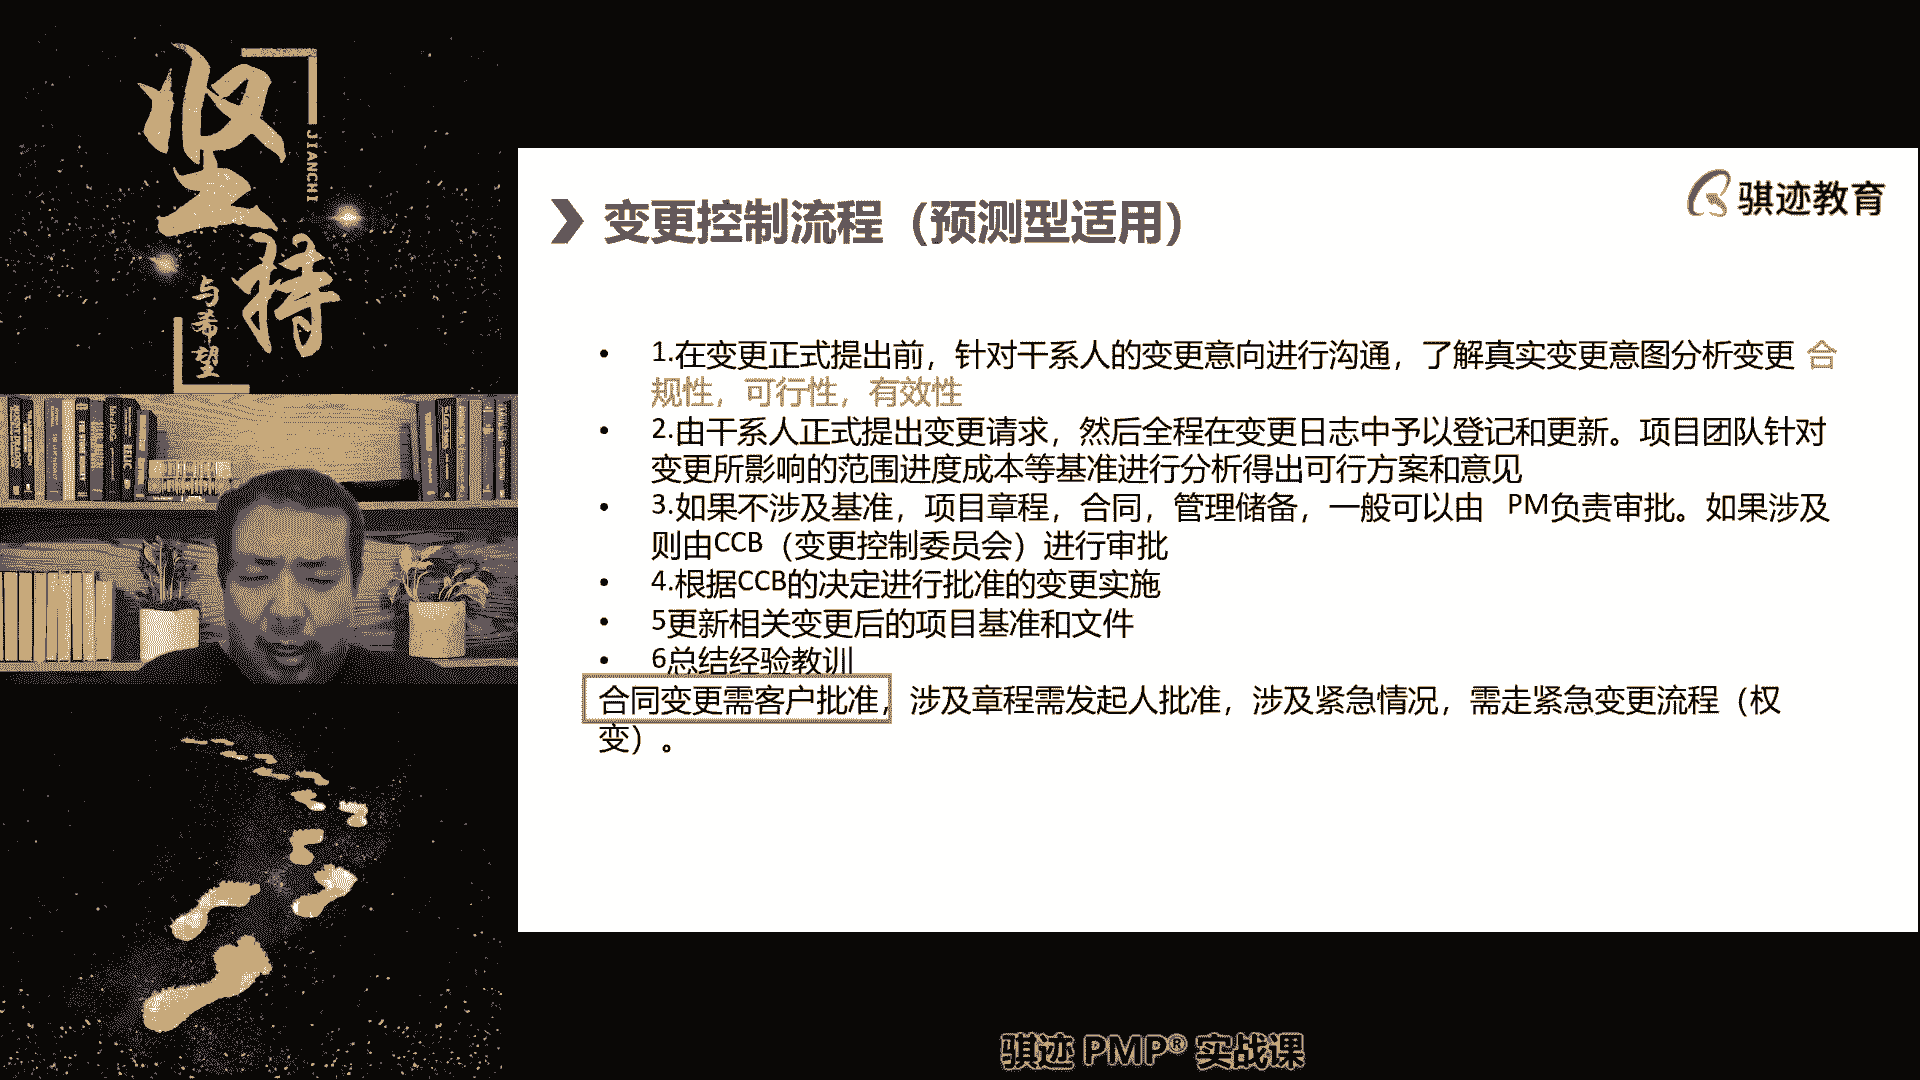 坚持
JIANCHI
与希望
骐迹教育
变更控制流程（预测型适用）
• 1.在变更正式提出前，针对干系人的变更意向进行沟通，了解真实变更意图分析变更 合
规性，可行性，有效性
• 2.由干系人正式提出变更请求，然后全程在变更日志中予以登记和更新。项目团队针对
变更所影响的范围进度成本等基准进行分析得出可行方案和意见
• 3.如果不涉及基准，项目章程，合同，管理储备，一般可以由 PM负责审批。如果涉及
则由CCB（变更控制委员会）进行审批
• 4.根据CCB的决定进行批准的变更实施
• 5更新相关变更后的项目基准和文件
• 6总结经验教训
合同变更需客户批准，涉及章程需发起人批准，涉及紧急情况，需走紧急变更流程（权
变）。
骐迹 PMP® 实战课